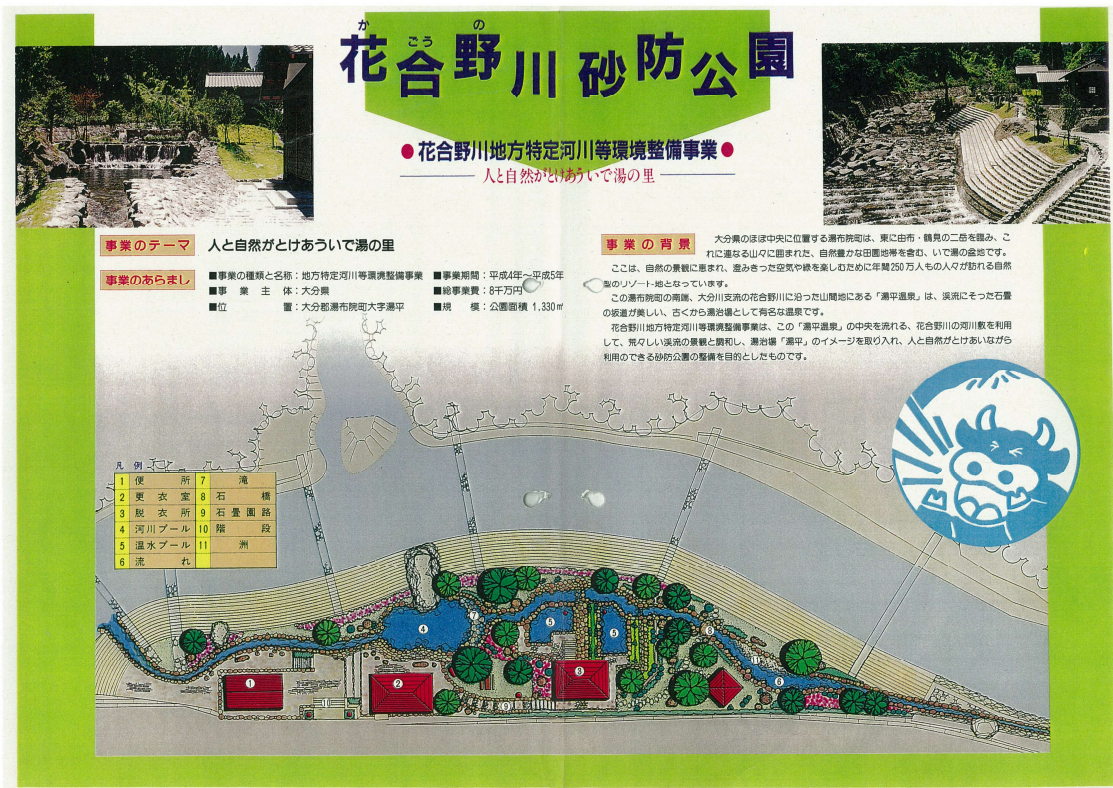 か ごう の
花合野川砂防公園
●花合野川地方特定河川等環境整備事業●
人と自然がとけあういで湯の里
事業のテーマ 人と自然がとけあういで湯の里
事業のあらまし
■事業の種類と名称：地方特定河川等環境整備事業 ■事業期間：平成4年〜平成5年
■事業主体：大分県 ■総事業費：8千万円
■位置：大分郡湯布院町大字湯平 ■規模：公園面積 1,330㎡
事業の背景
大分県のほぼ中央に位置する湯布院町は、東に由布・鶴見の二岳を臨み、こ
れに連なる山々に囲まれた、自然豊かな田園地帯を含む、いで湯の盆地です。
ここは、自然の景観に恵まれ、澄みきった空気や緑を楽しむために年間250万人もの人々が訪れる自然
型のリゾート地となっています。
この湯布院町の南端、大分川支流の花合野川に沿った山間地にある「湯平温泉」は、渓流にそった石畳
の坂道が美しい、古くから湯治場として有名な温泉です。
花合野川地方特定河川等環境整備事業は、この「湯平温泉」の中央を流れる、花合野川の河川敷を利用
して、荒々しい渓流の景観と調和し、湯治場「湯平」のイメージを取り入れ、人と自然がとけあいながら
利用のできる砂防公園の整備を目的としたものです。
凡例
1 便所 7 滝
2 更衣室 8 石橋
3 脱衣所 9 石畳園路
4 河川プール 10 階段
5 温水プール 11 洲
6 流れ
4
7
5
5
8
11
6
1
2
3
10
9